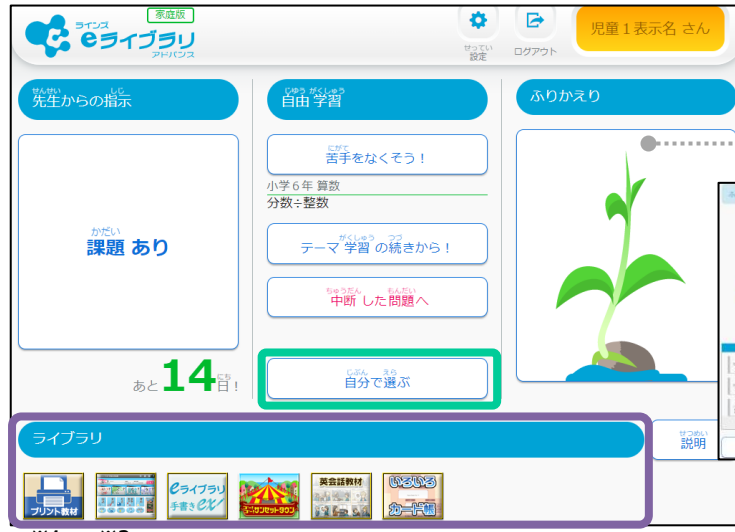 ラインズ
家庭版
eライブラリ
アドバンス
せってい
設定
ログアウト
児童１表示名 さん
せんせい しじ
先生からの指示
かだい
課題 あり
あと14日！
にち
じゆう がくしゅう
自由 学習
にがて
苦手をなくそう！
小学６年 算数
分数÷整数
がくしゅう つづ
テーマ 学習 の続きから！
ちゅうだん もんだい
中断 した問題へ
じぶん えら
自分で選ぶ
ふりかえり
せつめい
説明
ライブラリ
プリント教材
eライブラリ
手書きex
英会話教材
いろいろ
カード帳